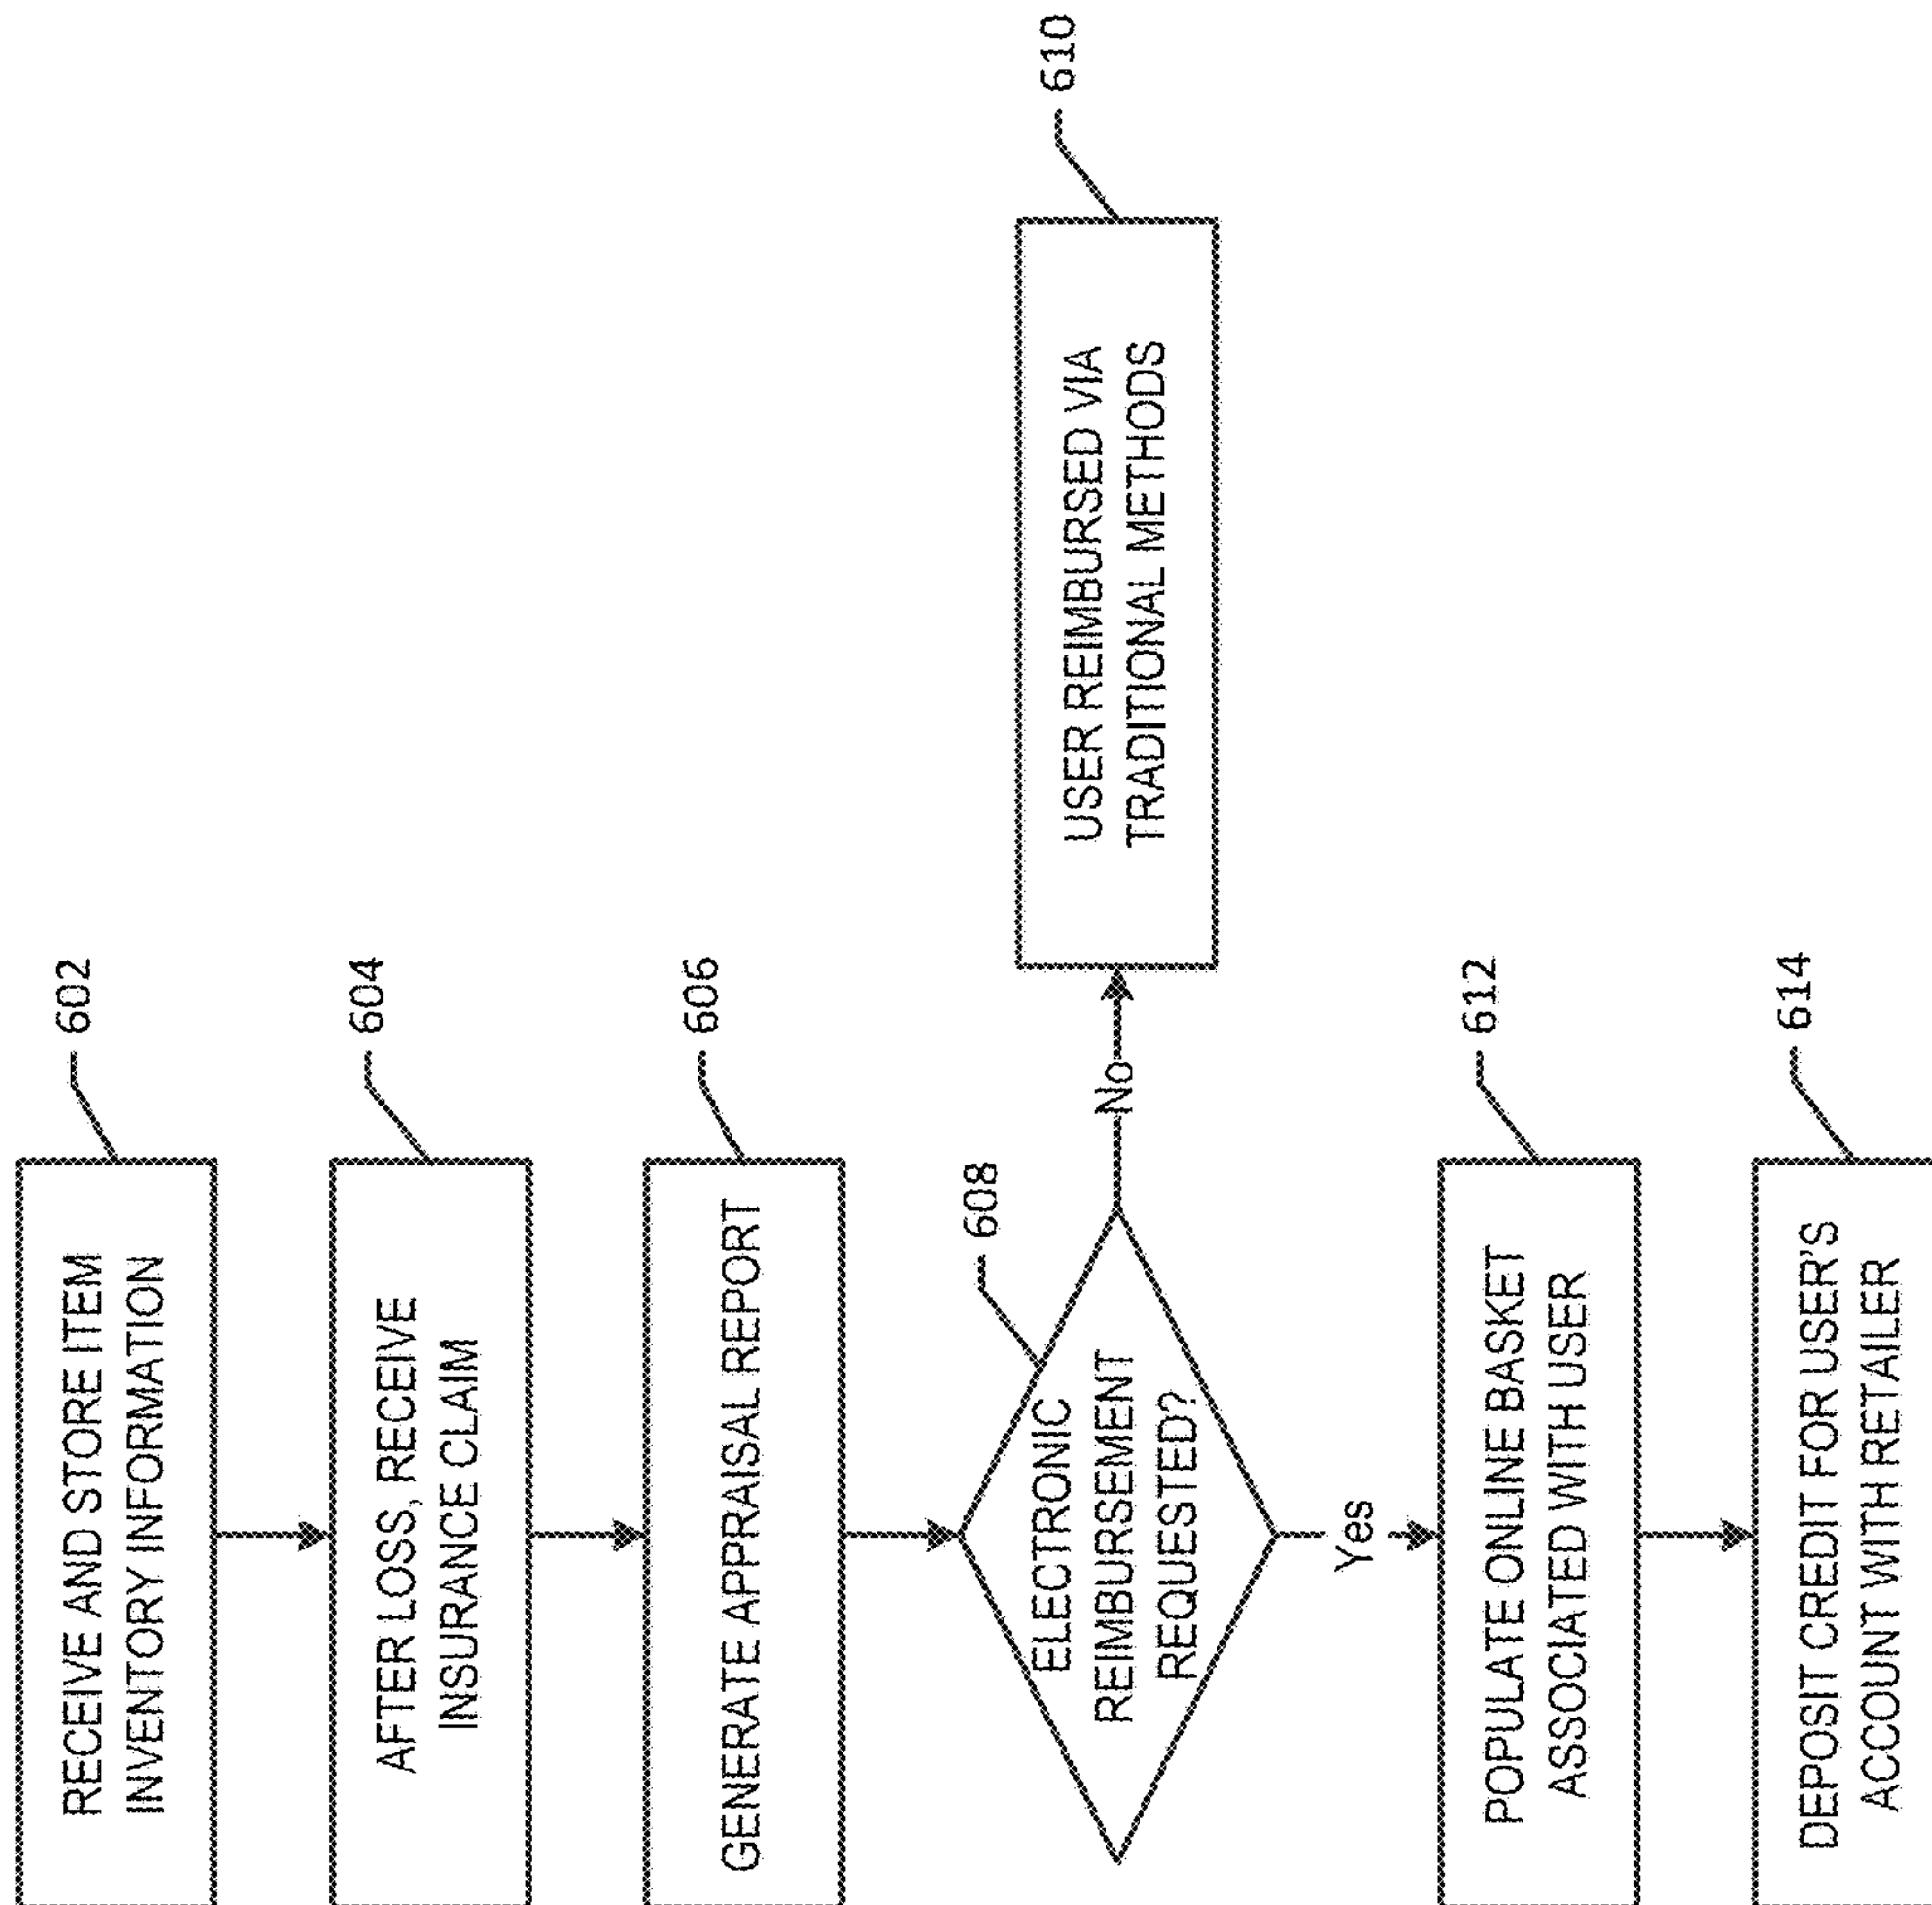 RECEIVE AND STORE ITEM
INVENTORY INFORMATION
602
AFTER LOSS, RECEIVE
INSURANCE CLAIM
604
GENERATE APPRAISAL REPORT
606
ELECTRONIC
REIMBURSEMENT
REQUESTED?
608
No
USER REIMBURSED VIA
TRADITIONAL METHODS
610
Yes
POPULATE ONLINE BASKET
ASSOCIATED WITH USER
612
DEPOSIT CREDIT FOR USER'S
ACCOUNT WITH RETAILER
614